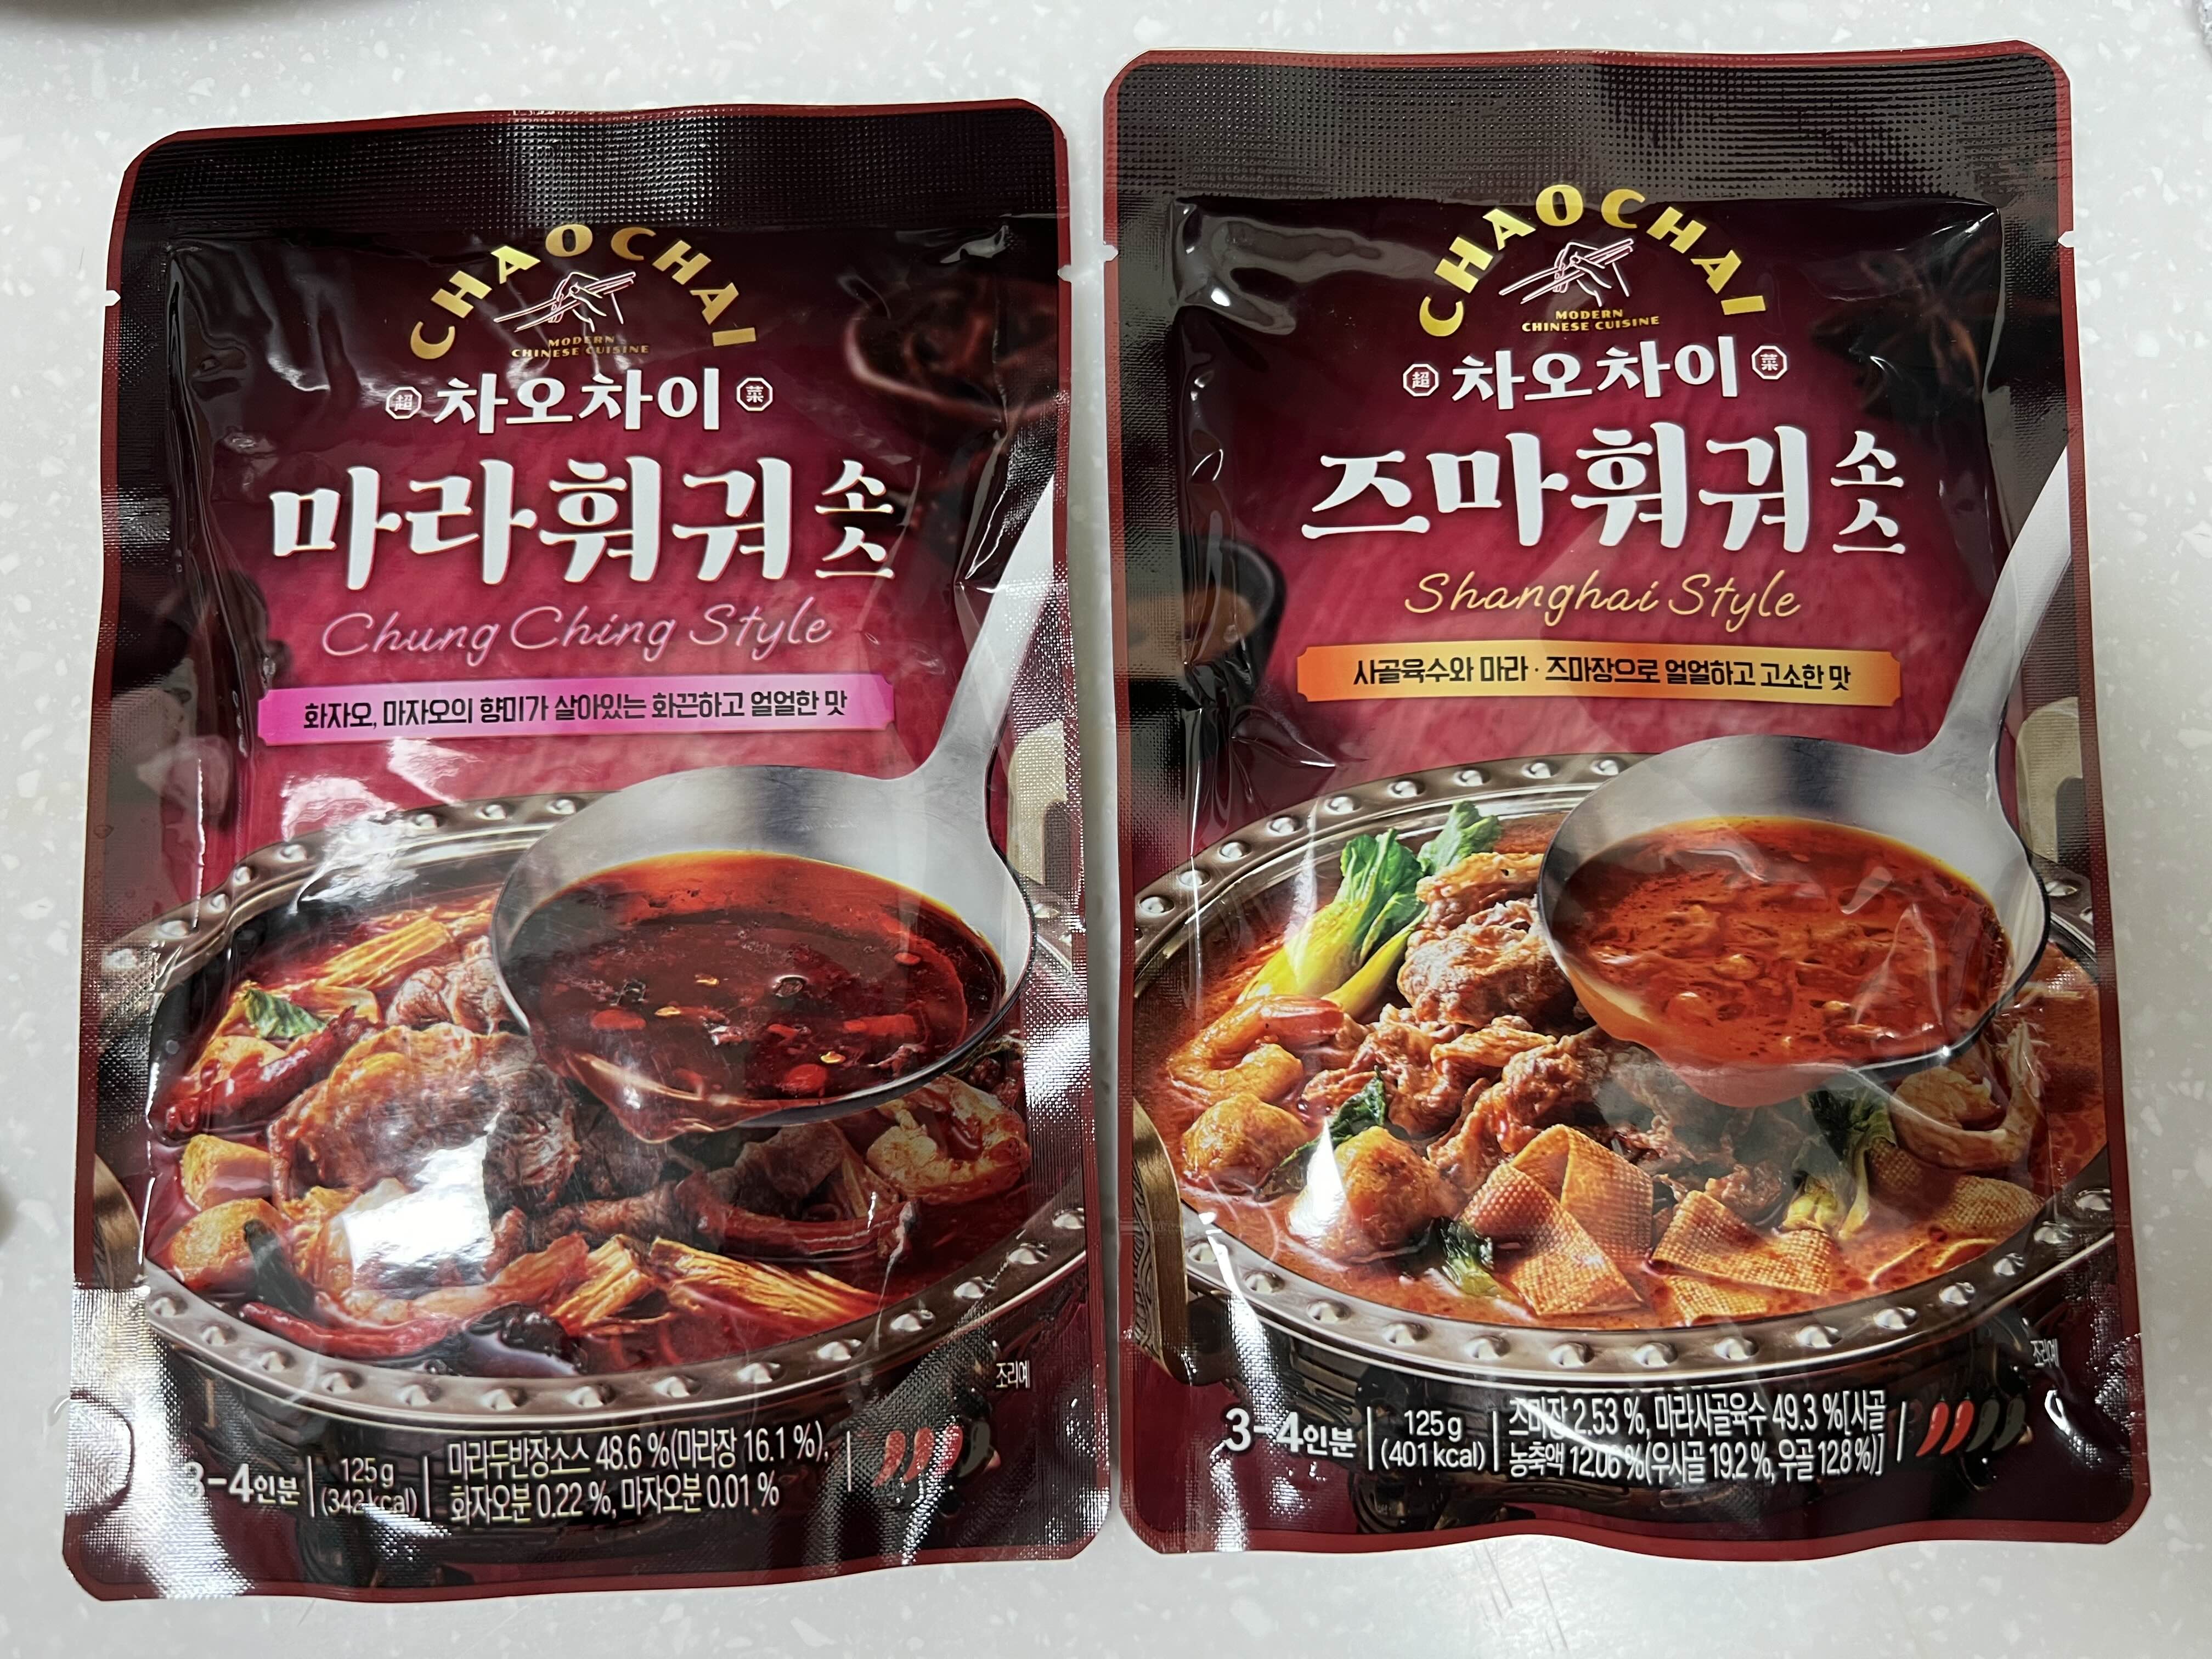 CHAOCHAI
MODERN
CHINESE CUISINE
超 차오차이 菜
마라훠궈 소스
Chung Ching Style
화자오, 마자오의 향미가 살아있는 화끈하고 얼얼한 맛
조리예
3-4인분
125 g
(342 kcal)
마라두반장소스 48.6 %(마라장 16.1 %),
화자오분 0.22 %, 마자오분 0.01 %
CHAOCHAI
MODERN
CHINESE CUISINE
超 차오차이 菜
즈마훠궈 소스
Shanghai Style
사골육수와 마라 · 즈마장으로 얼얼하고 고소한 맛
조리예
3-4인분
125 g
(401 kcal)
즈마장 2.53 %, 마라사골육수 49.3 %[사골
농축액 12.06 %(우사골 19.2 %, 우골 12.8 %)]